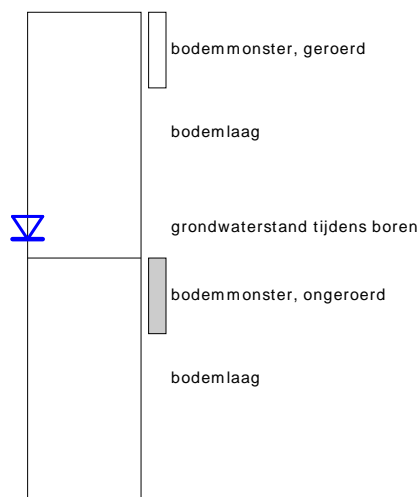 bodemmonster, geroerd
bodemlaag
grondwaterstand tijdens boren
bodemmonster, ongeroerd
bodemlaag